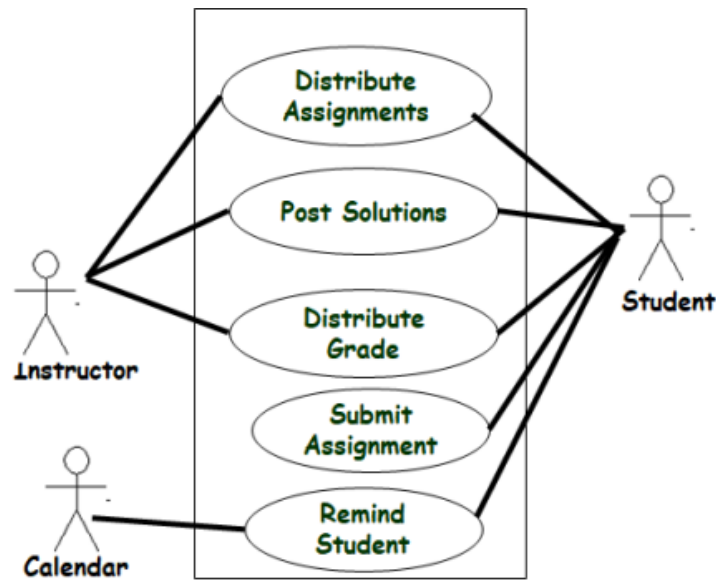 Distribute
Assignments
Post Solutions
Student
Distribute
Grade
Instructor
Submit
Assignment
Remind
Student
Calendar